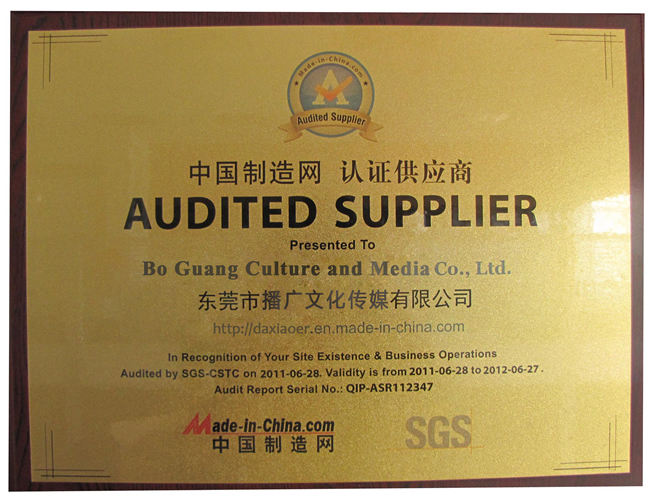 Made-in-China.com
A
Audited Supplier
中国制造网 认证供应商
AUDITED SUPPLIER
Presented To
Bo Guang Culture and Media Co., Ltd.
东莞市播广文化传媒有限公司
http://daxiaoer.en.made-in-china.com
In Recognition of Your Site Existence & Business Operations
Audited by SGS-CSTC on 2011-06-28. Validity is from 2011-06-28 to 2012-06-27.
Audit Report Serial No.: QIP-ASR112347
Made-in-China.com
中国制造网
SGS